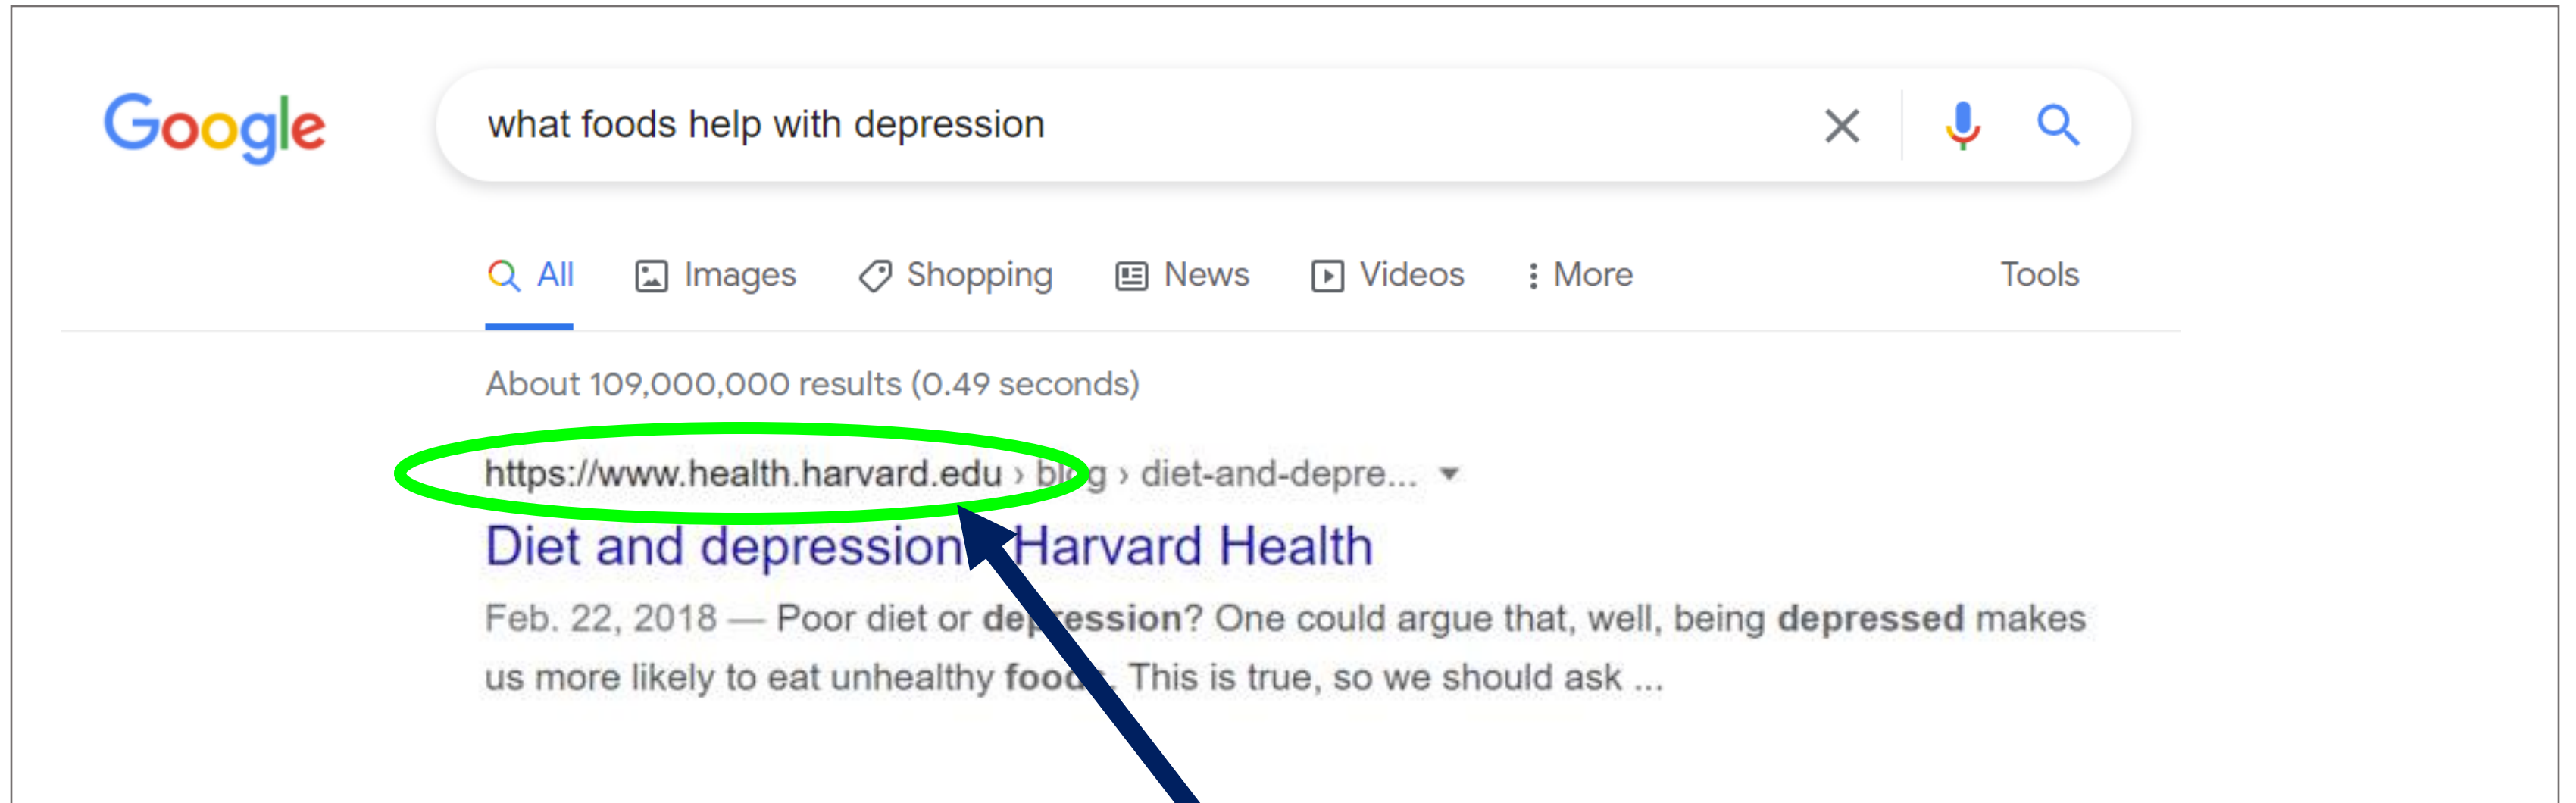 Google
what foods help with depression
All Images Shopping News Videos More Tools
About 109,000,000 results (0.49 seconds)
https://www.health.harvard.edu › blog › diet-and-depre...
Diet and depression Harvard Health
Feb. 22, 2018 — Poor diet or depression? One could argue that, well, being depressed makes
us more likely to eat unhealthy foods. This is true, so we should ask ...